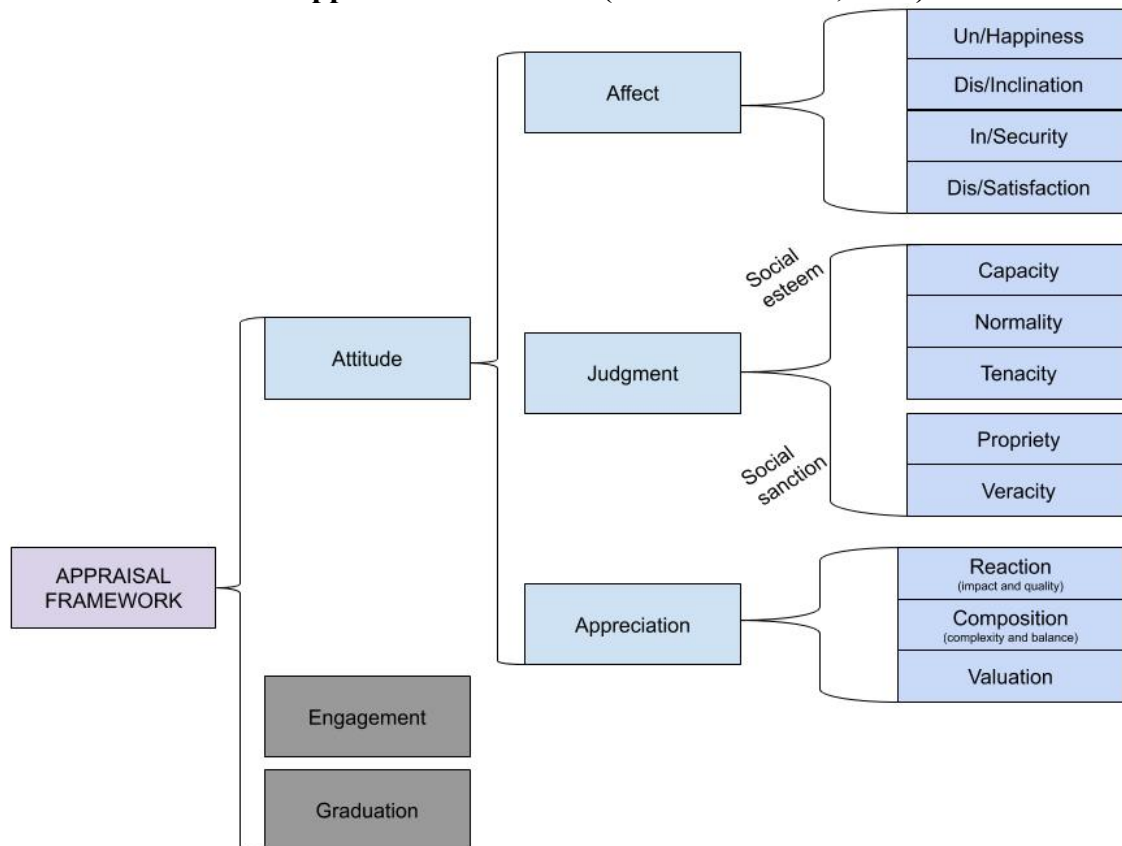 Un/Happiness
Affect
Dis/Inclination
In/Security
Dis/Satisfaction
Social
esteem
Capacity
Normality
Attitude
Judgment
Tenacity
Social
sanction
Propriety
Veracity
APPRAISAL
FRAMEWORK
Reaction
(impact and quality)
Appreciation
Composition
(complexity and balance)
Valuation
Engagement
Graduation